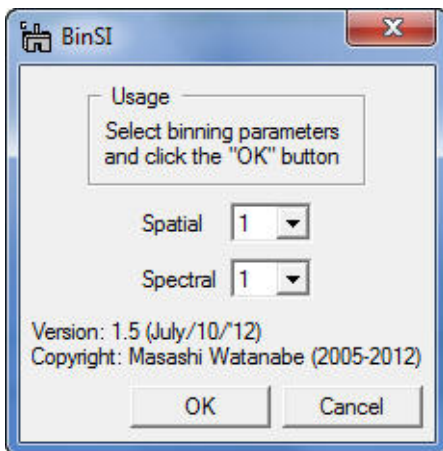 BinSI
Usage
Select binning parameters
and click the "OK" button
Spatial 1
Spectral 1
Version: 1.5 (July/10/'12)
Copyright: Masashi Watanabe (2005-2012)
OK Cancel